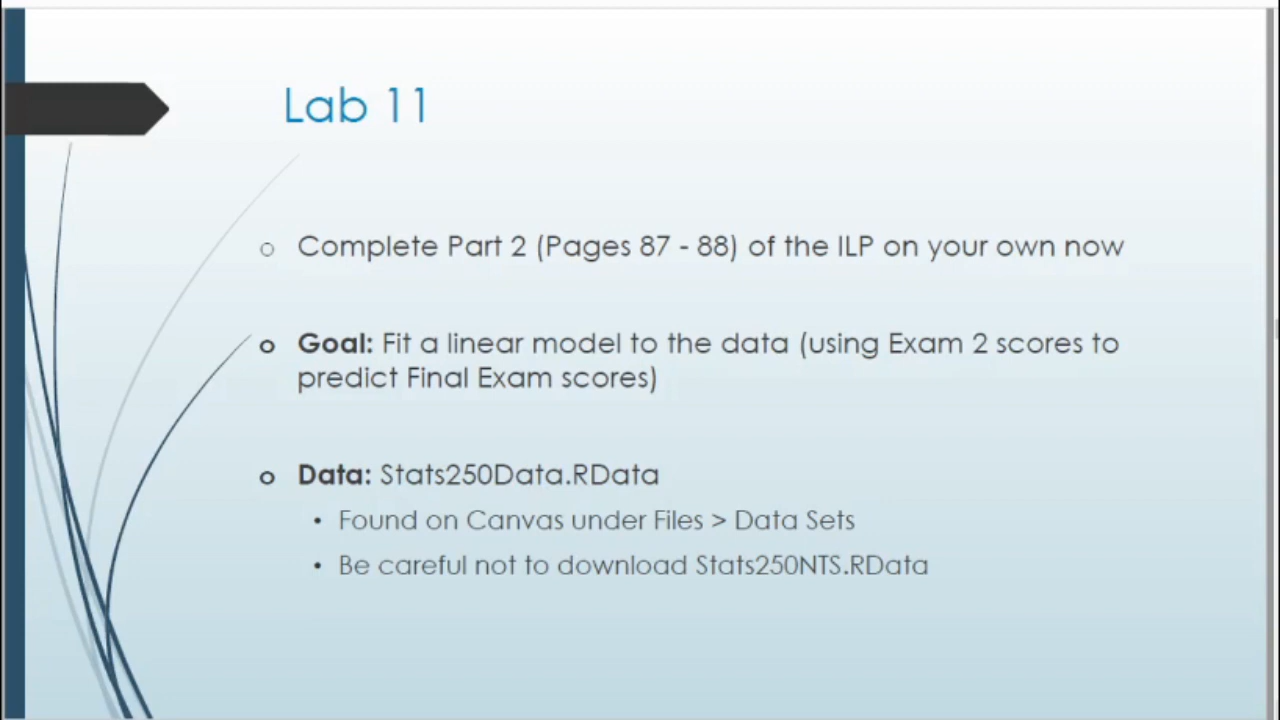 Lab 11
Complete Part 2 (Pages 87 - 88) of the ILP on your own now
Goal: Fit a linear model to the data (using Exam 2 scores to
predict Final Exam scores)
Data: Stats250Data.RData
Found on Canvas under Files > Data Sets
Be careful not to download Stats250NTS.RData